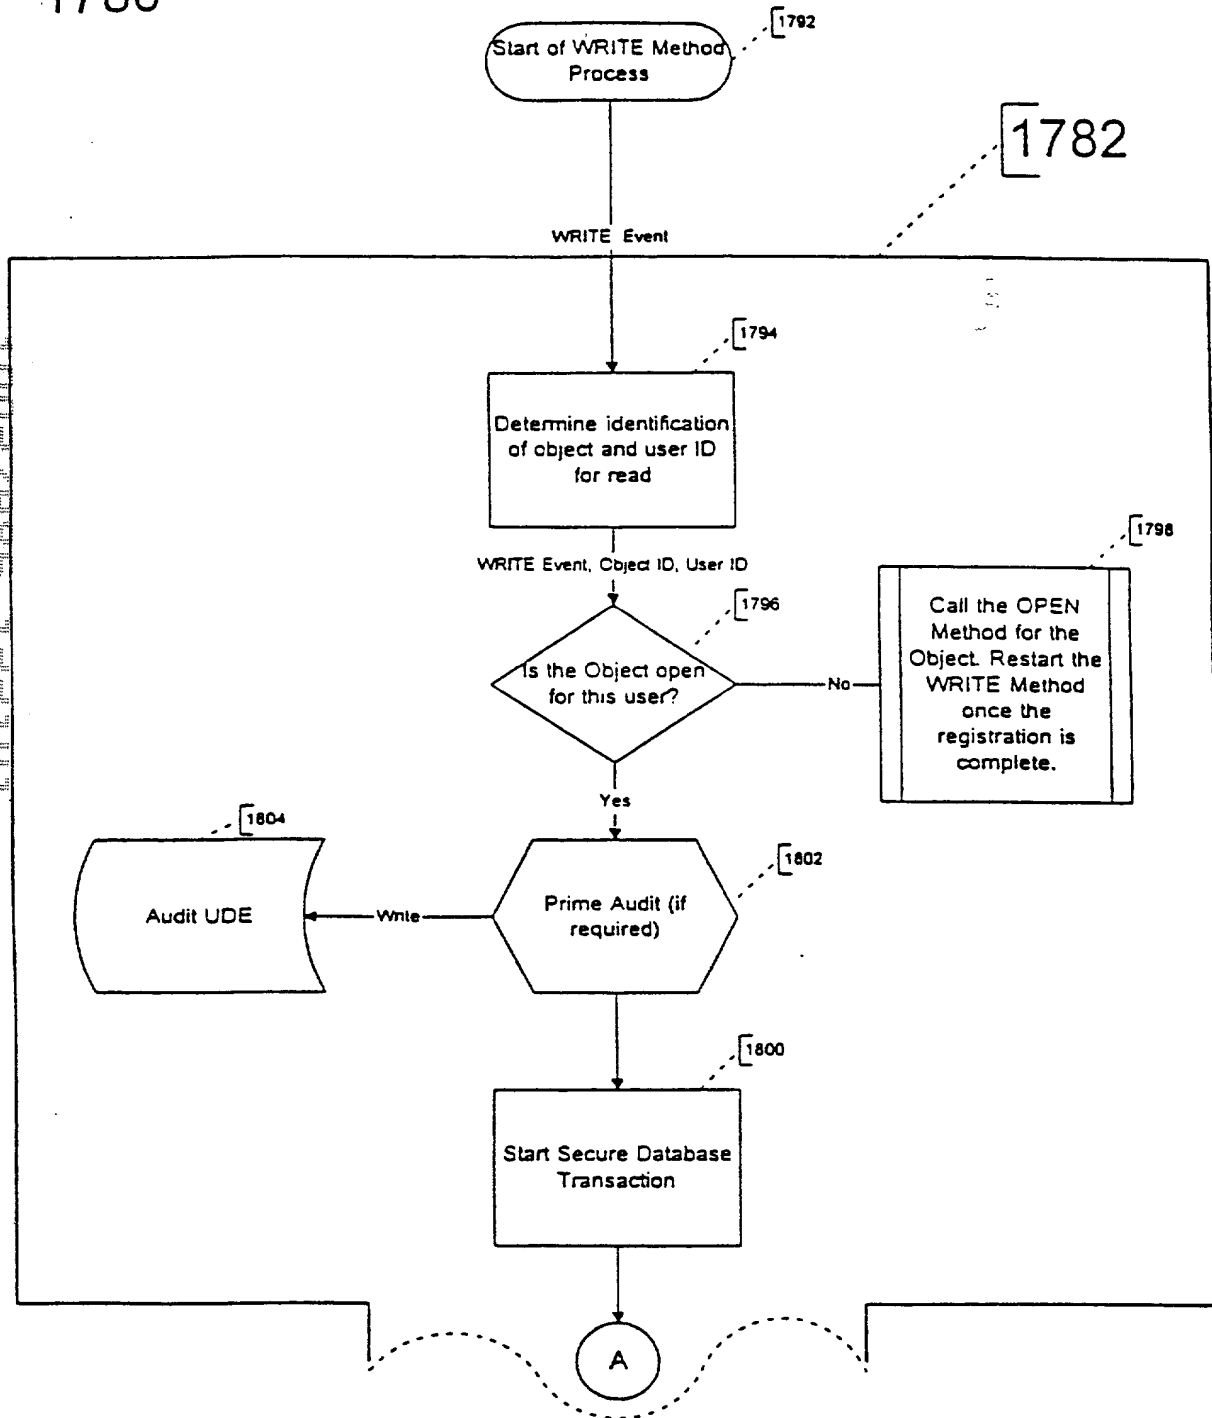 1780
1792
Start of WRITE Method
Process
1782
WRITE Event
1794
Determine identification
of object and user ID
for read
WRITE Event, Object ID, User ID
1798
1796
Call the OPEN
Method for the
Object. Restart the
WRITE Method
once the
registration is
complete.
Is the Object open
for this user?
No
Yes
1804
1802
Audit UDE
Write
Prime Audit (if
required)
1800
Start Secure Database
Transaction
A